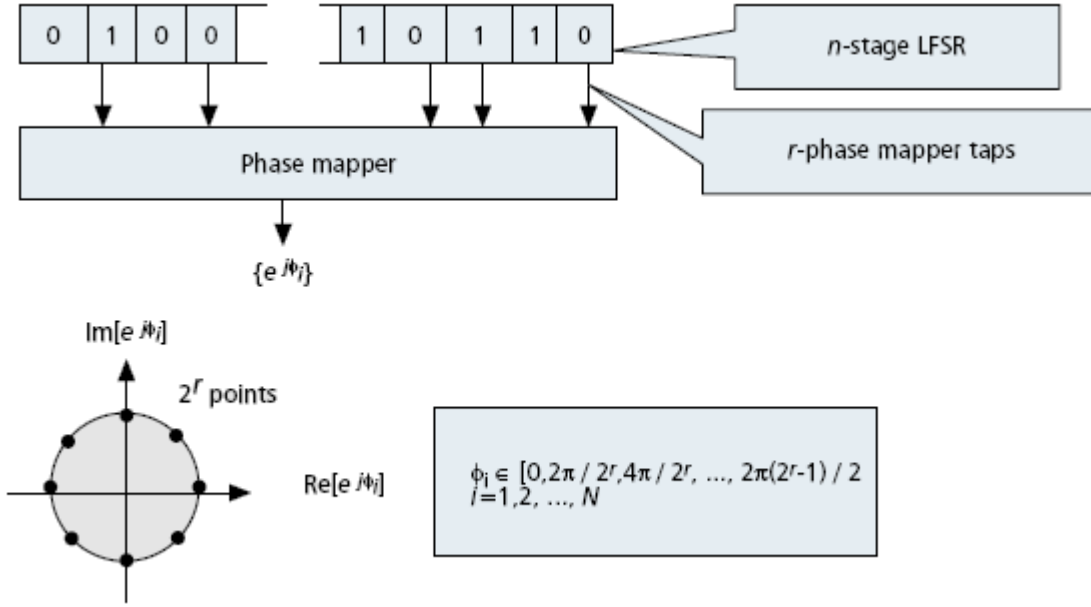 0 1 0 0 1 0 1 1 0
n-stage LFSR
r-phase mapper taps
Phase mapper
{e jϕi}
Im[e jϕi]
2r points
Re[e jϕi]
ϕi ∈ [0,2π / 2r,4π / 2r, ..., 2π(2r-1) / 2
i=1,2, ..., N